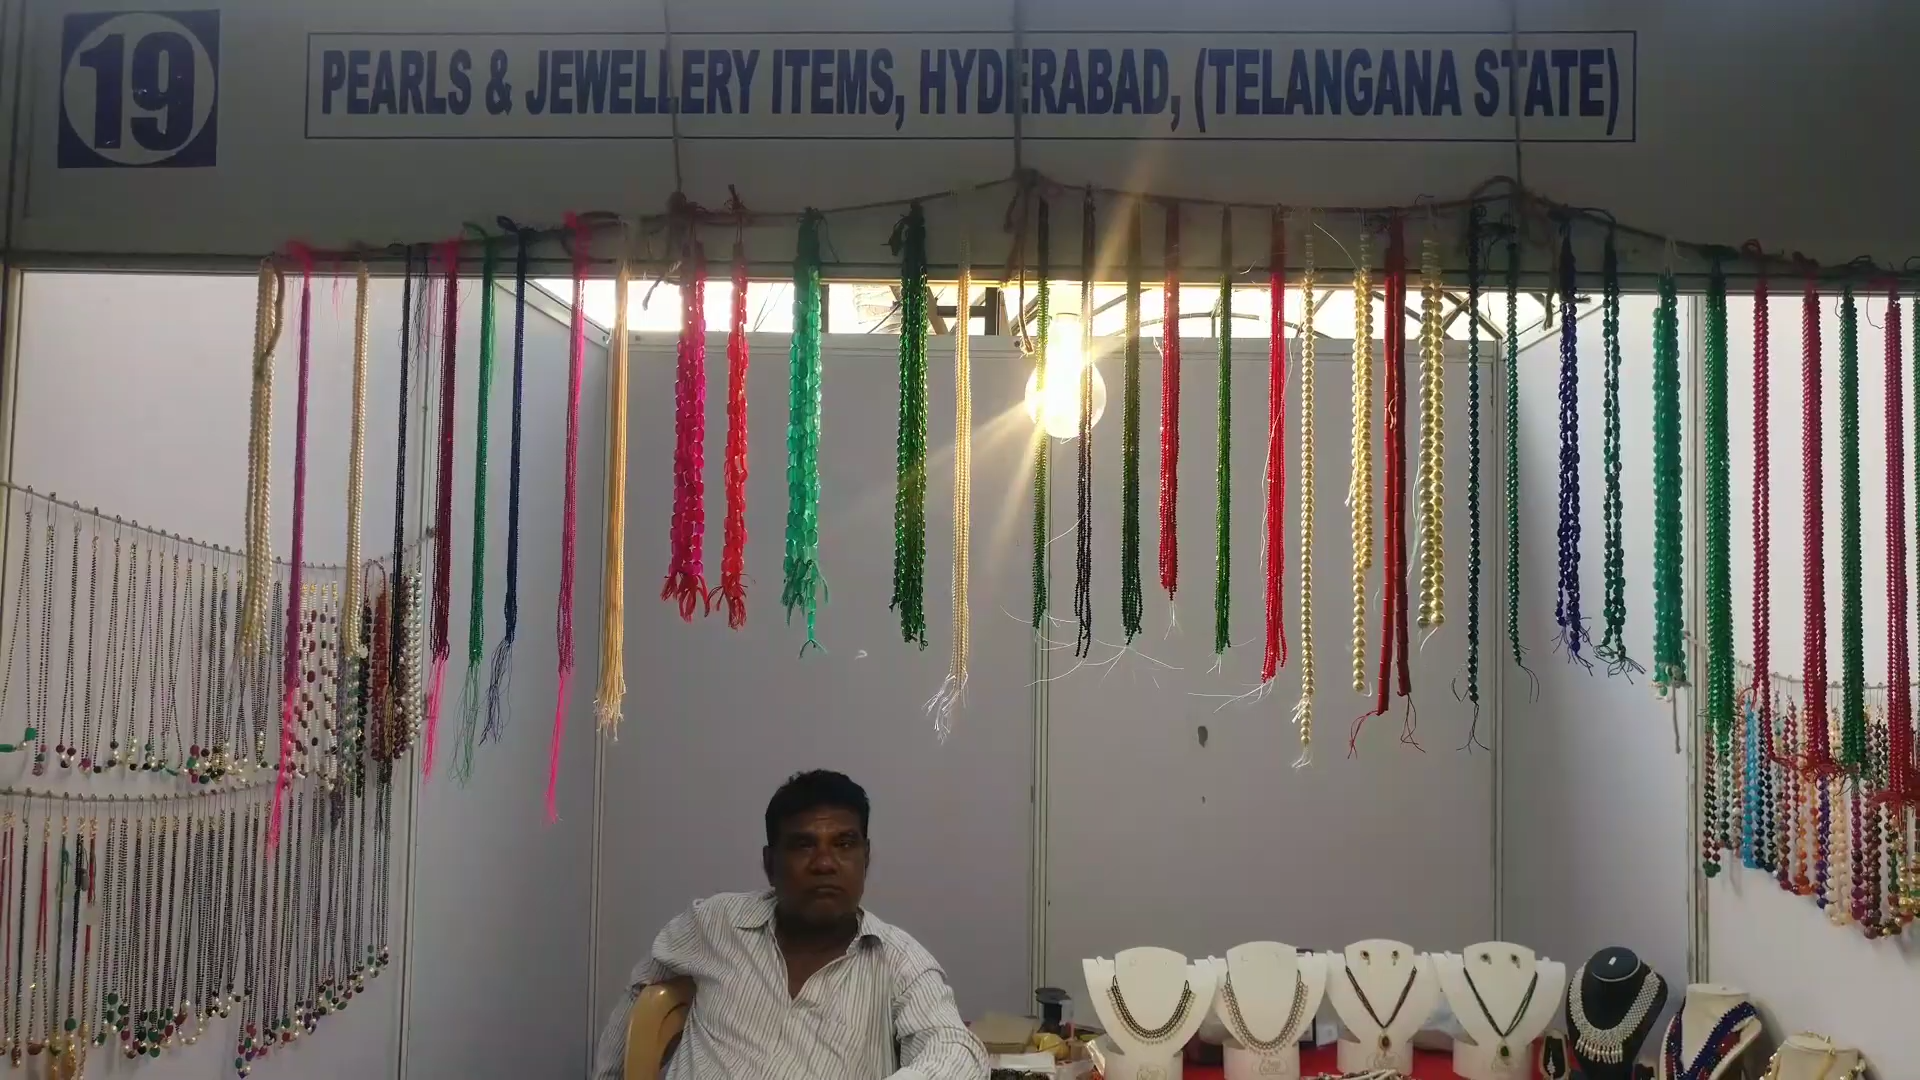 19
PEARLS & JEWELLERY ITEMS, HYDERABAD, (TELANGANA STATE)